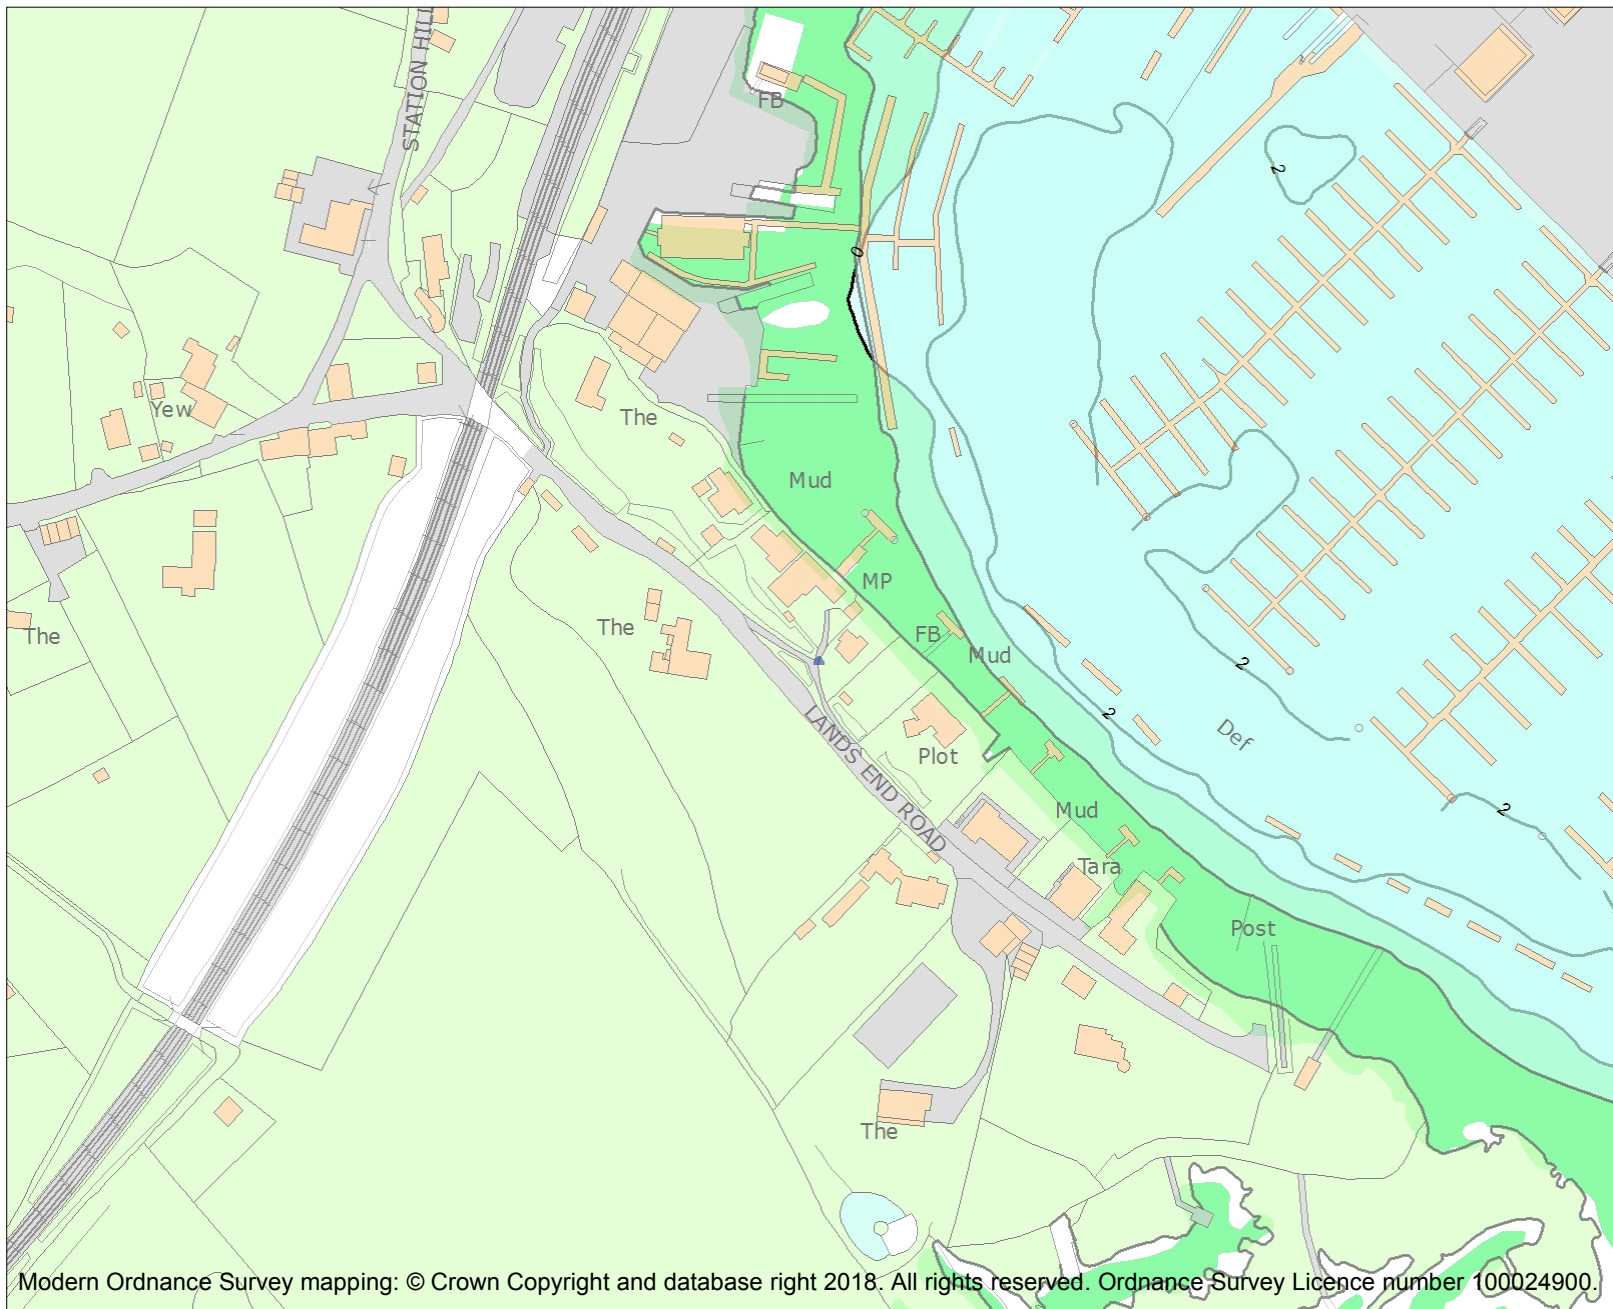 STATION HILL
FB
2
0
Yew
The
Mud
MP
The
The
FB
Mud
2
2
LANDS END ROAD
Def
Plot
Mud
2
Tara
Post
The
Modern Ordnance Survey mapping: © Crown Copyright and database right 2018. All rights reserved. Ordnance Survey Licence number 100024900.